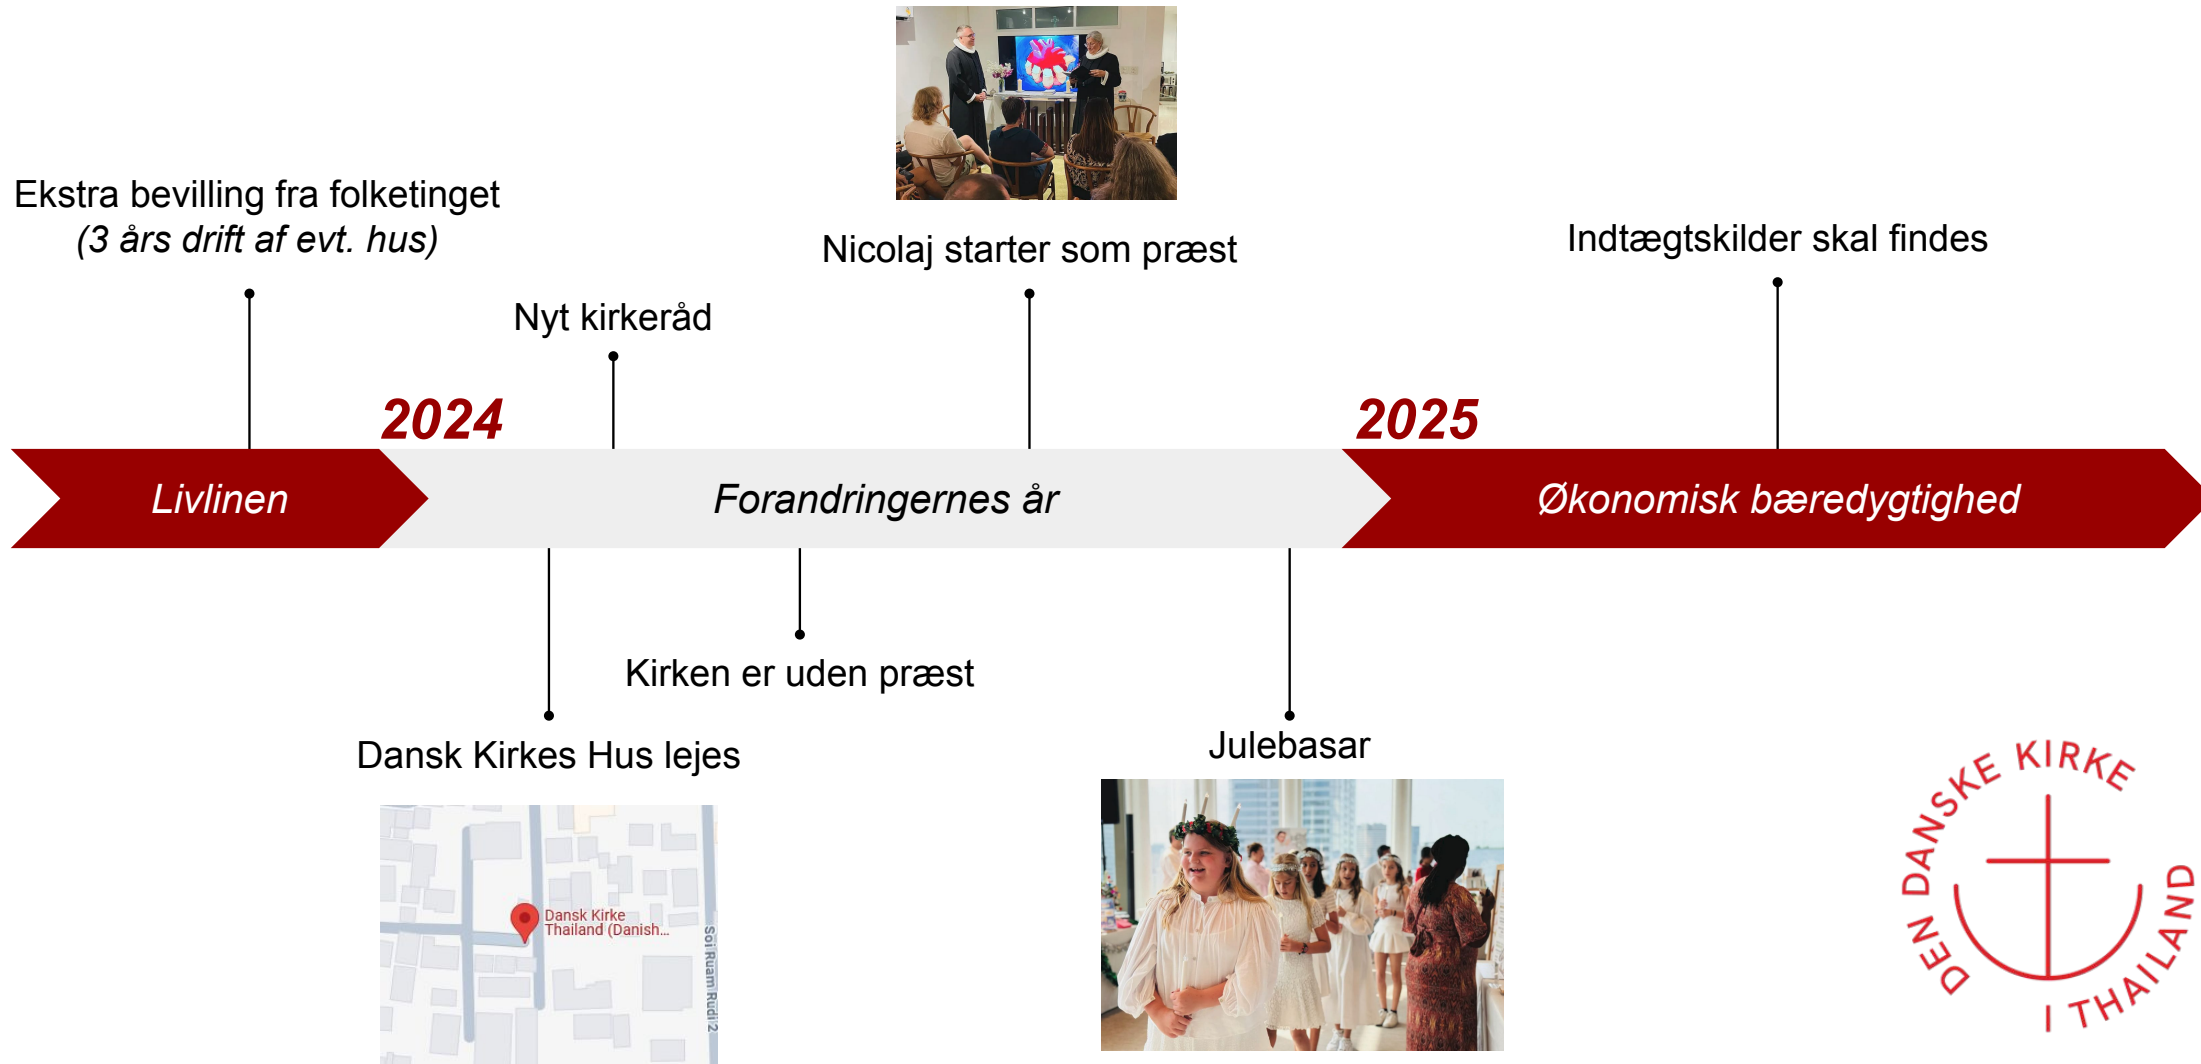 Ekstra bevilling fra folketinget
(3 års drift af evt. hus)
Nyt kirkeråd
Nicolaj starter som præst
Indtægtskilder skal findes
2024
2025
Livlinen
Forandringernes år
Økonomisk bæredygtighed
Kirken er uden præst
Dansk Kirkes Hus lejes
Julebasar
Dansk Kirke
Thailand (Danish...
Soi Ruam Rudi 2
DEN DANSKE KIRKE
I THAILAND